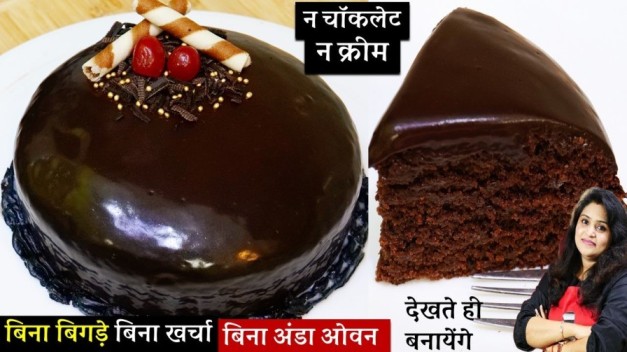 न चॉकलेट
न क्रीम
देखते ही
बनायेंगे
बिना बिगड़े बिना खर्चा बिना अंडा ओवन